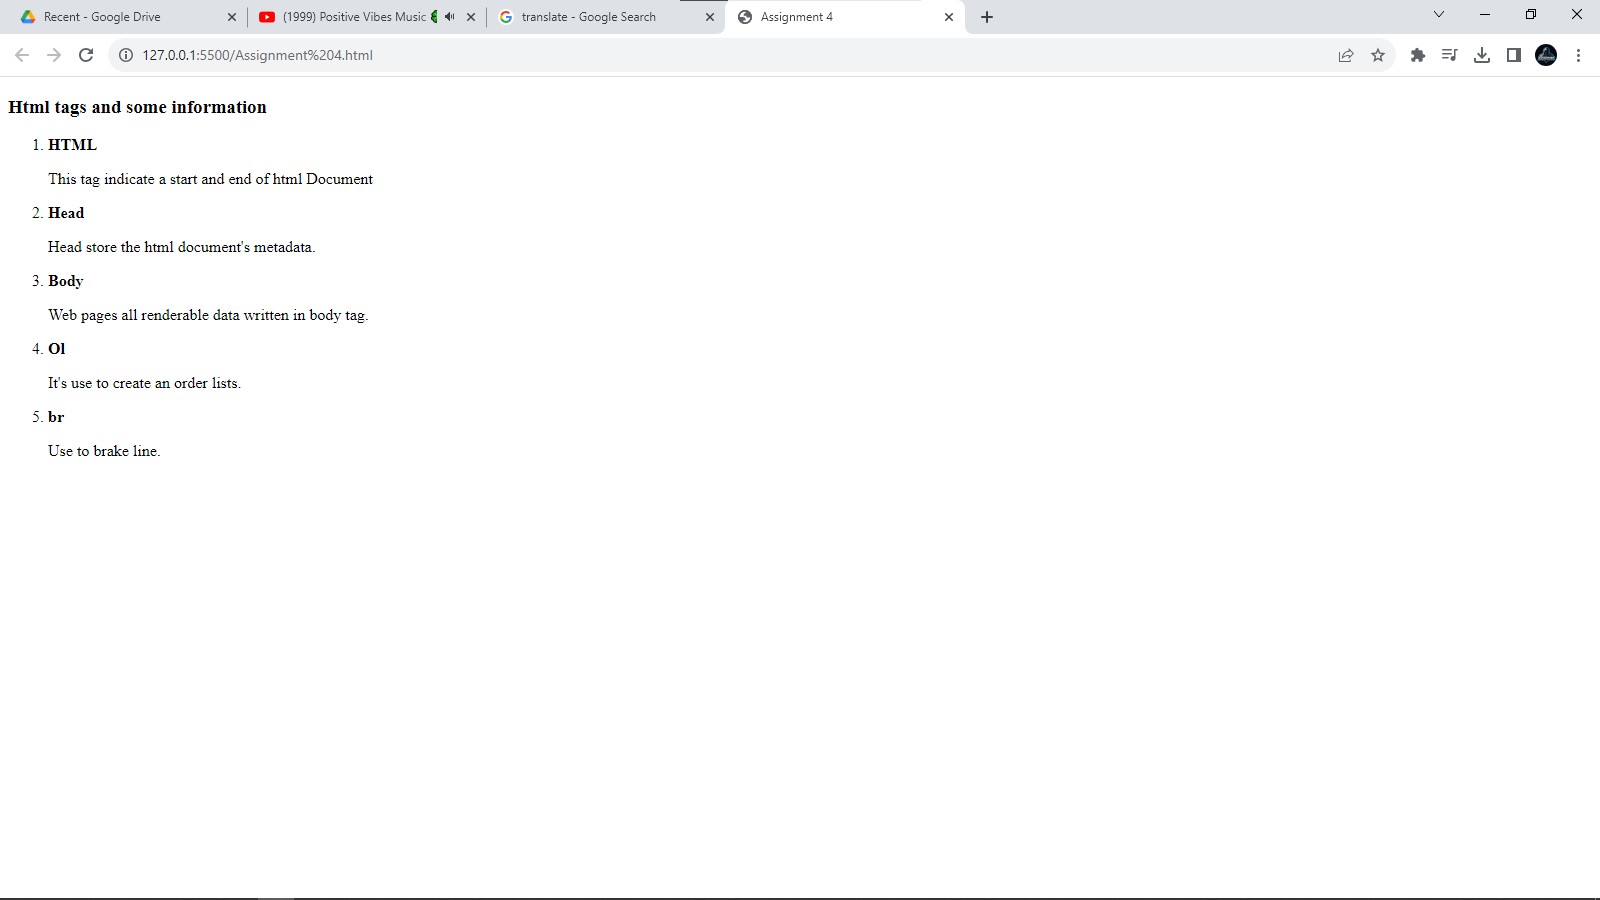 Recent - Google Drive
(1999) Positive Vibes Music
translate - Google Search
Assignment 4
127.0.0.1:5500/Assignment%204.html
Html tags and some information
1. HTML
This tag indicate a start and end of html Document
2. Head
Head store the html document's metadata.
3. Body
Web pages all renderable data written in body tag.
4. Ol
It's use to create an order lists.
5. br
Use to brake line.